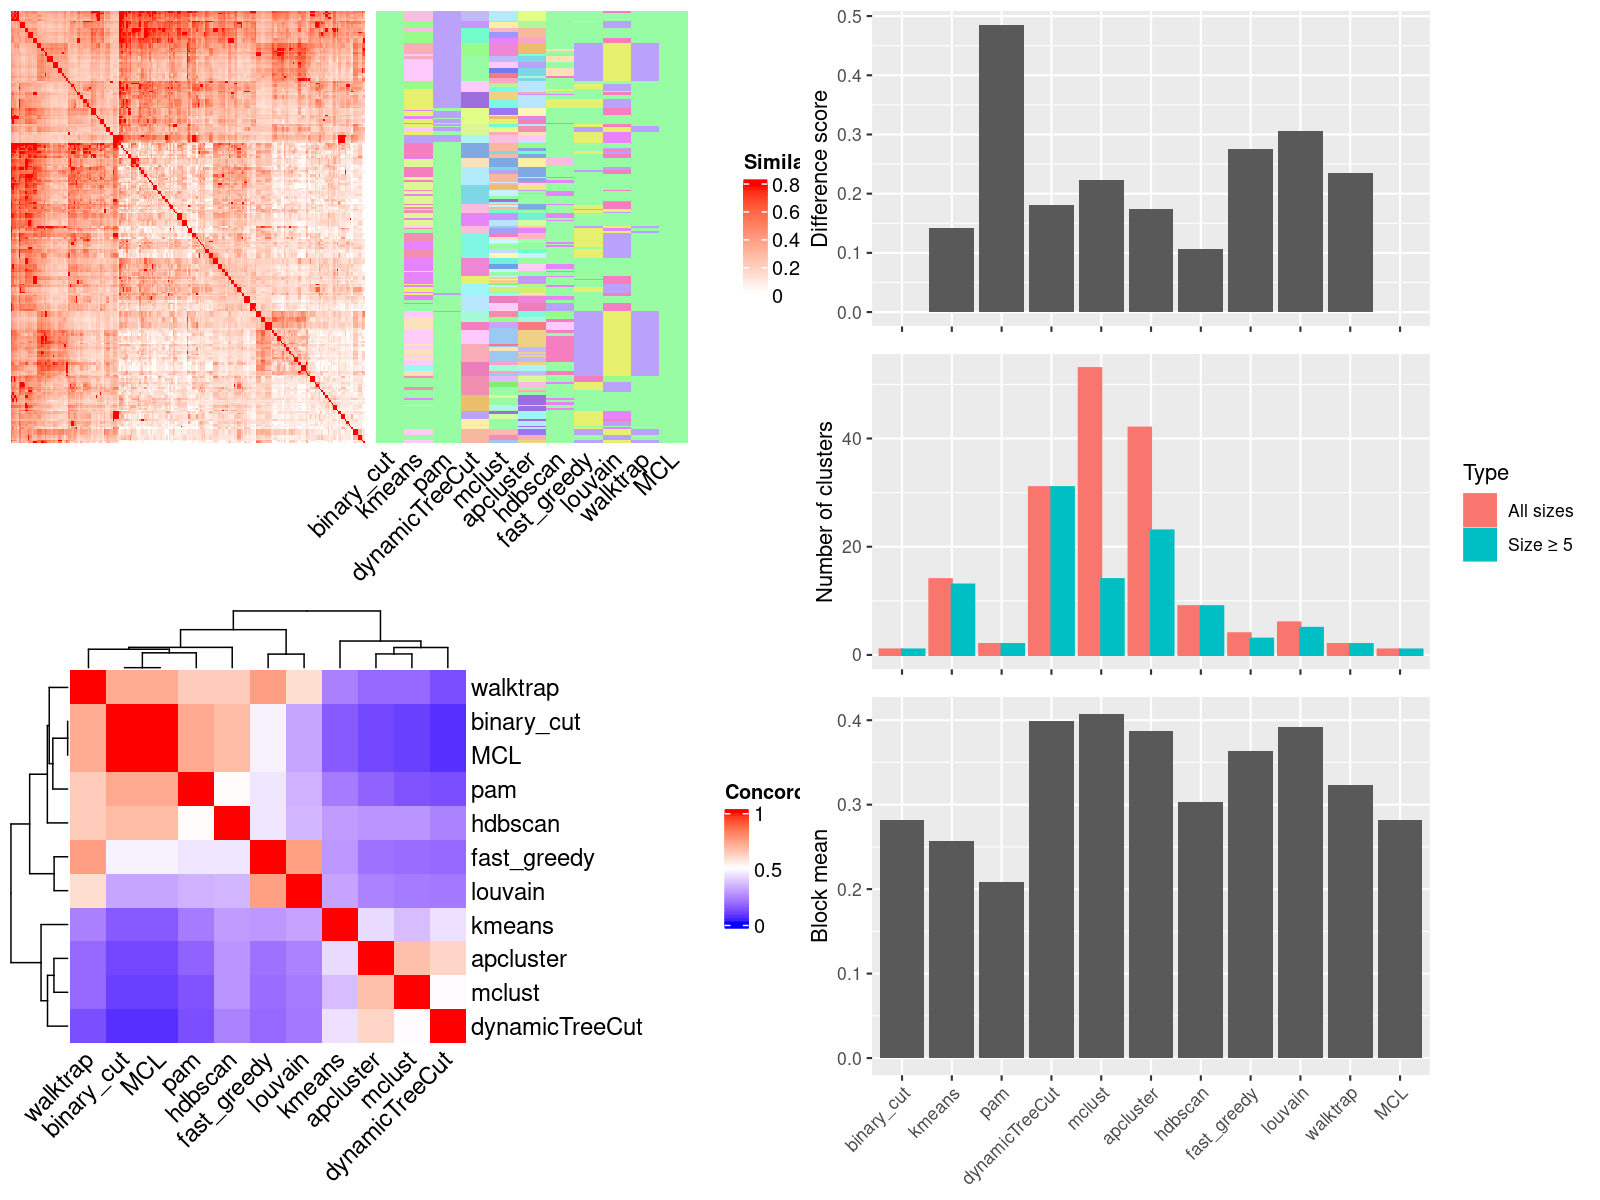 Simila
0.8
0.6
0.4
0.2
0
binary_cut
kmeans
pam
dynamicTreeCut
mclust
apcluster
hdbscan
fast_greedy
louvain
walktrap
MCL
walktrap
binary_cut
MCL
pam
hdbscan
fast_greedy
louvain
kmeans
apcluster
mclust
dynamicTreeCut
walktrap
binary_cut
MCL
pam
hdbscan
fast_greedy
louvain
kmeans
apcluster
mclust
dynamicTreeCut
Concord
1
0.5
0
Difference score
0.5
0.4
0.3
0.2
0.1
0.0
Number of clusters
40
20
0
Type
All sizes
Size ≥ 5
Block mean
0.4
0.3
0.2
0.1
0.0
binary_cut
kmeans
pam
dynamicTreeCut
mclust
apcluster
hdbscan
fast_greedy
louvain
walktrap
MCL